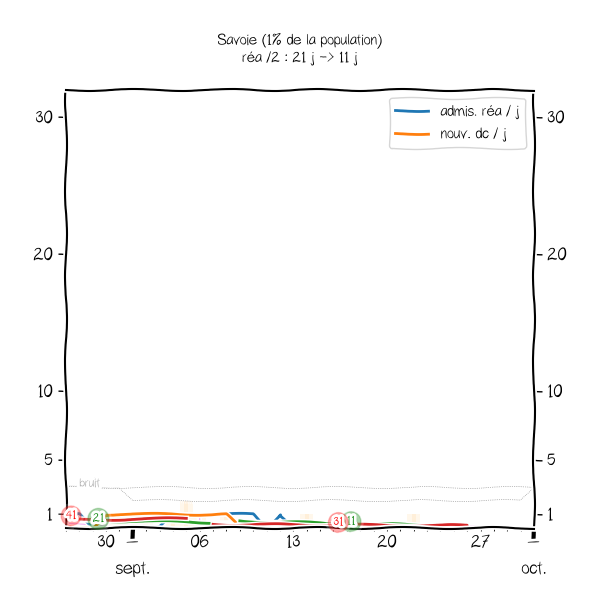 Savoie (1% de la population)
réa /2 : 21 j -> 11 j
admis. réa / j
nouv. dc / j
30
30
20
20
10
10
5
5
bruit
1
1
41
21
31
11
30
06
13
20
27
sept.
oct.